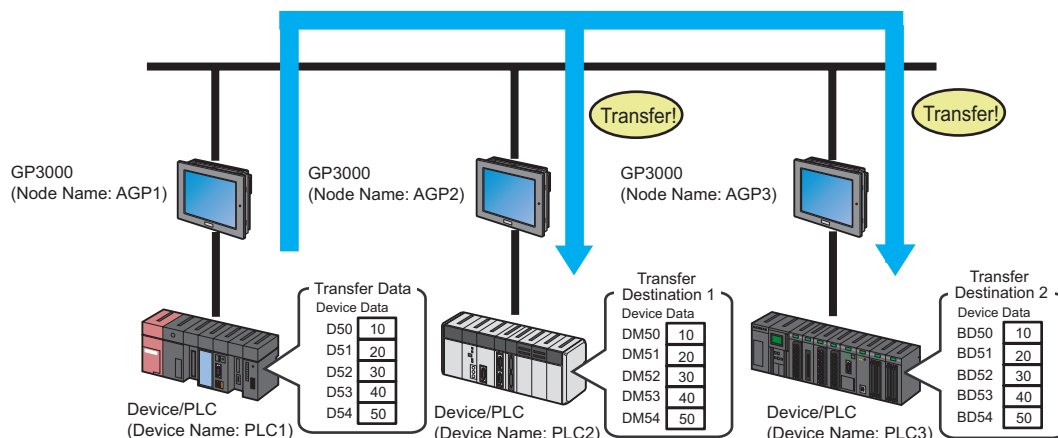 Transfer!
Transfer!
GP3000
(Node Name: AGP1)
GP3000
(Node Name: AGP2)
GP3000
(Node Name: AGP3)
Transfer Data
Device Data
D50 10
D51 20
D52 30
D53 40
D54 50
Device/PLC
(Device Name: PLC1)
Transfer
Destination 1
Device Data
DM50 10
DM51 20
DM52 30
DM53 40
DM54 50
Device/PLC
(Device Name: PLC2)
Transfer
Destination 2
Device Data
BD50 10
BD51 20
BD52 30
BD53 40
BD54 50
Device/PLC
(Device Name: PLC3)